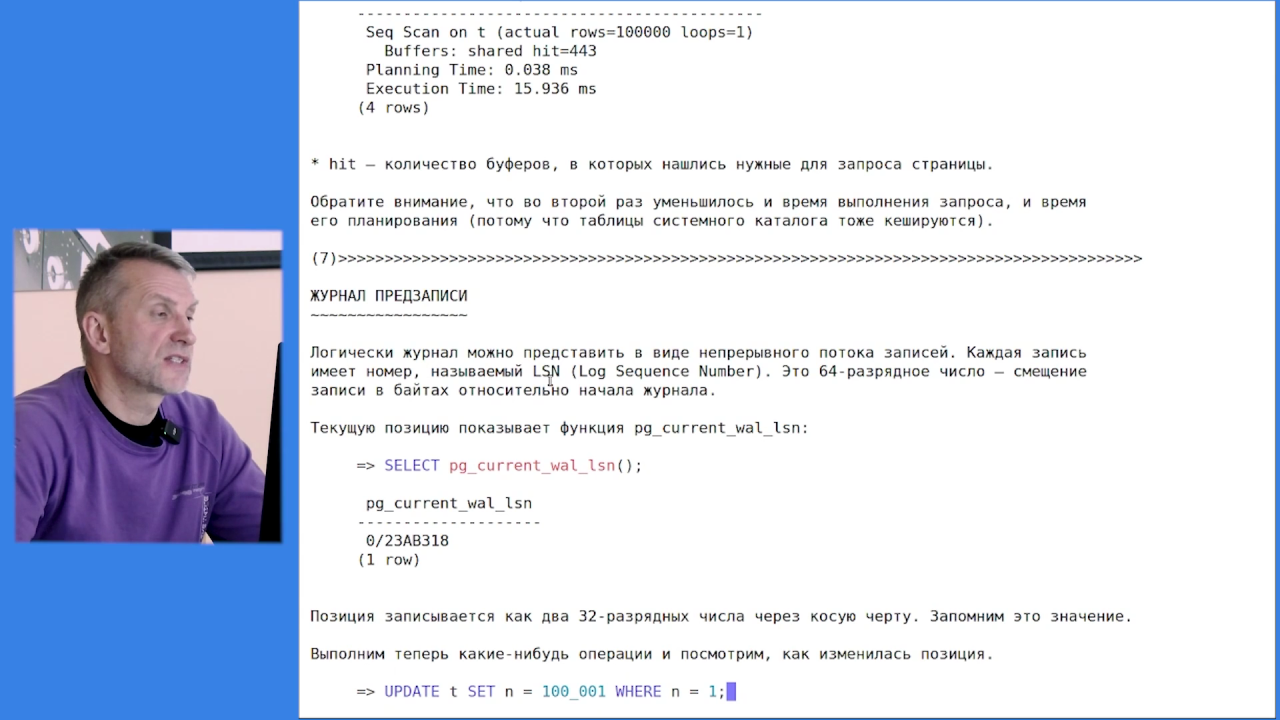 --------------------------------------------
Seq Scan on t (actual rows=100000 loops=1)
Buffers: shared hit=443
Planning Time: 0.038 ms
Execution Time: 15.936 ms
(4 rows)
* hit — количество буферов, в которых нашлись нужные для запроса страницы.
Обратите внимание, что во второй раз уменьшилось и время выполнения запроса, и время
его планирования (потому что таблицы системного каталога тоже кешируются).
(7)>>>>>>>>>>>>>>>>>>>>>>>>>>>>>>>>>>>>>>>>>>>>>>>>>>>>>>>>>>>>>>>>>>>>>>>>>>>>>>>>>>>>>>>
ЖУРНАЛ ПРЕДЗАПИСИ
~~~~~~~~~~~~~~~~~
Логически журнал можно представить в виде непрерывного потока записей. Каждая запись
имеет номер, называемый LSN (Log Sequence Number). Это 64-разрядное число — смещение
записи в байтах относительно начала журнала.
Текущую позицию показывает функция pg_current_wal_lsn:
=> SELECT pg_current_wal_lsn();
pg_current_wal_lsn
--------------------
0/23AB318
(1 row)
Позиция записывается как два 32-разрядных числа через косую черту. Запомним это значение.
Выполним теперь какие-нибудь операции и посмотрим, как изменилась позиция.
=> UPDATE t SET n = 100_001 WHERE n = 1;